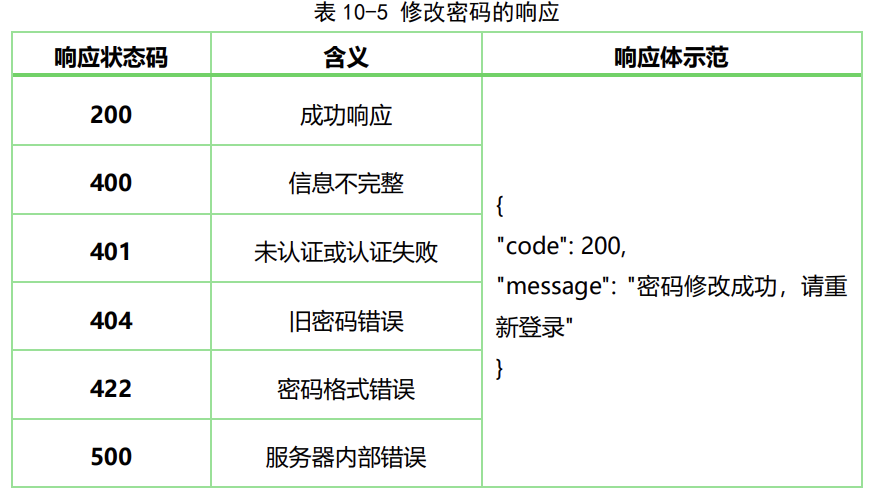 表 10-5 修改密码的响应
响应状态码 含义 响应体示范
200 成功响应
400 信息不完整
401 未认证或认证失败
404 旧密码错误
422 密码格式错误
500 服务器内部错误
{
"code": 200,
"message": "密码修改成功，请重
新登录"
}